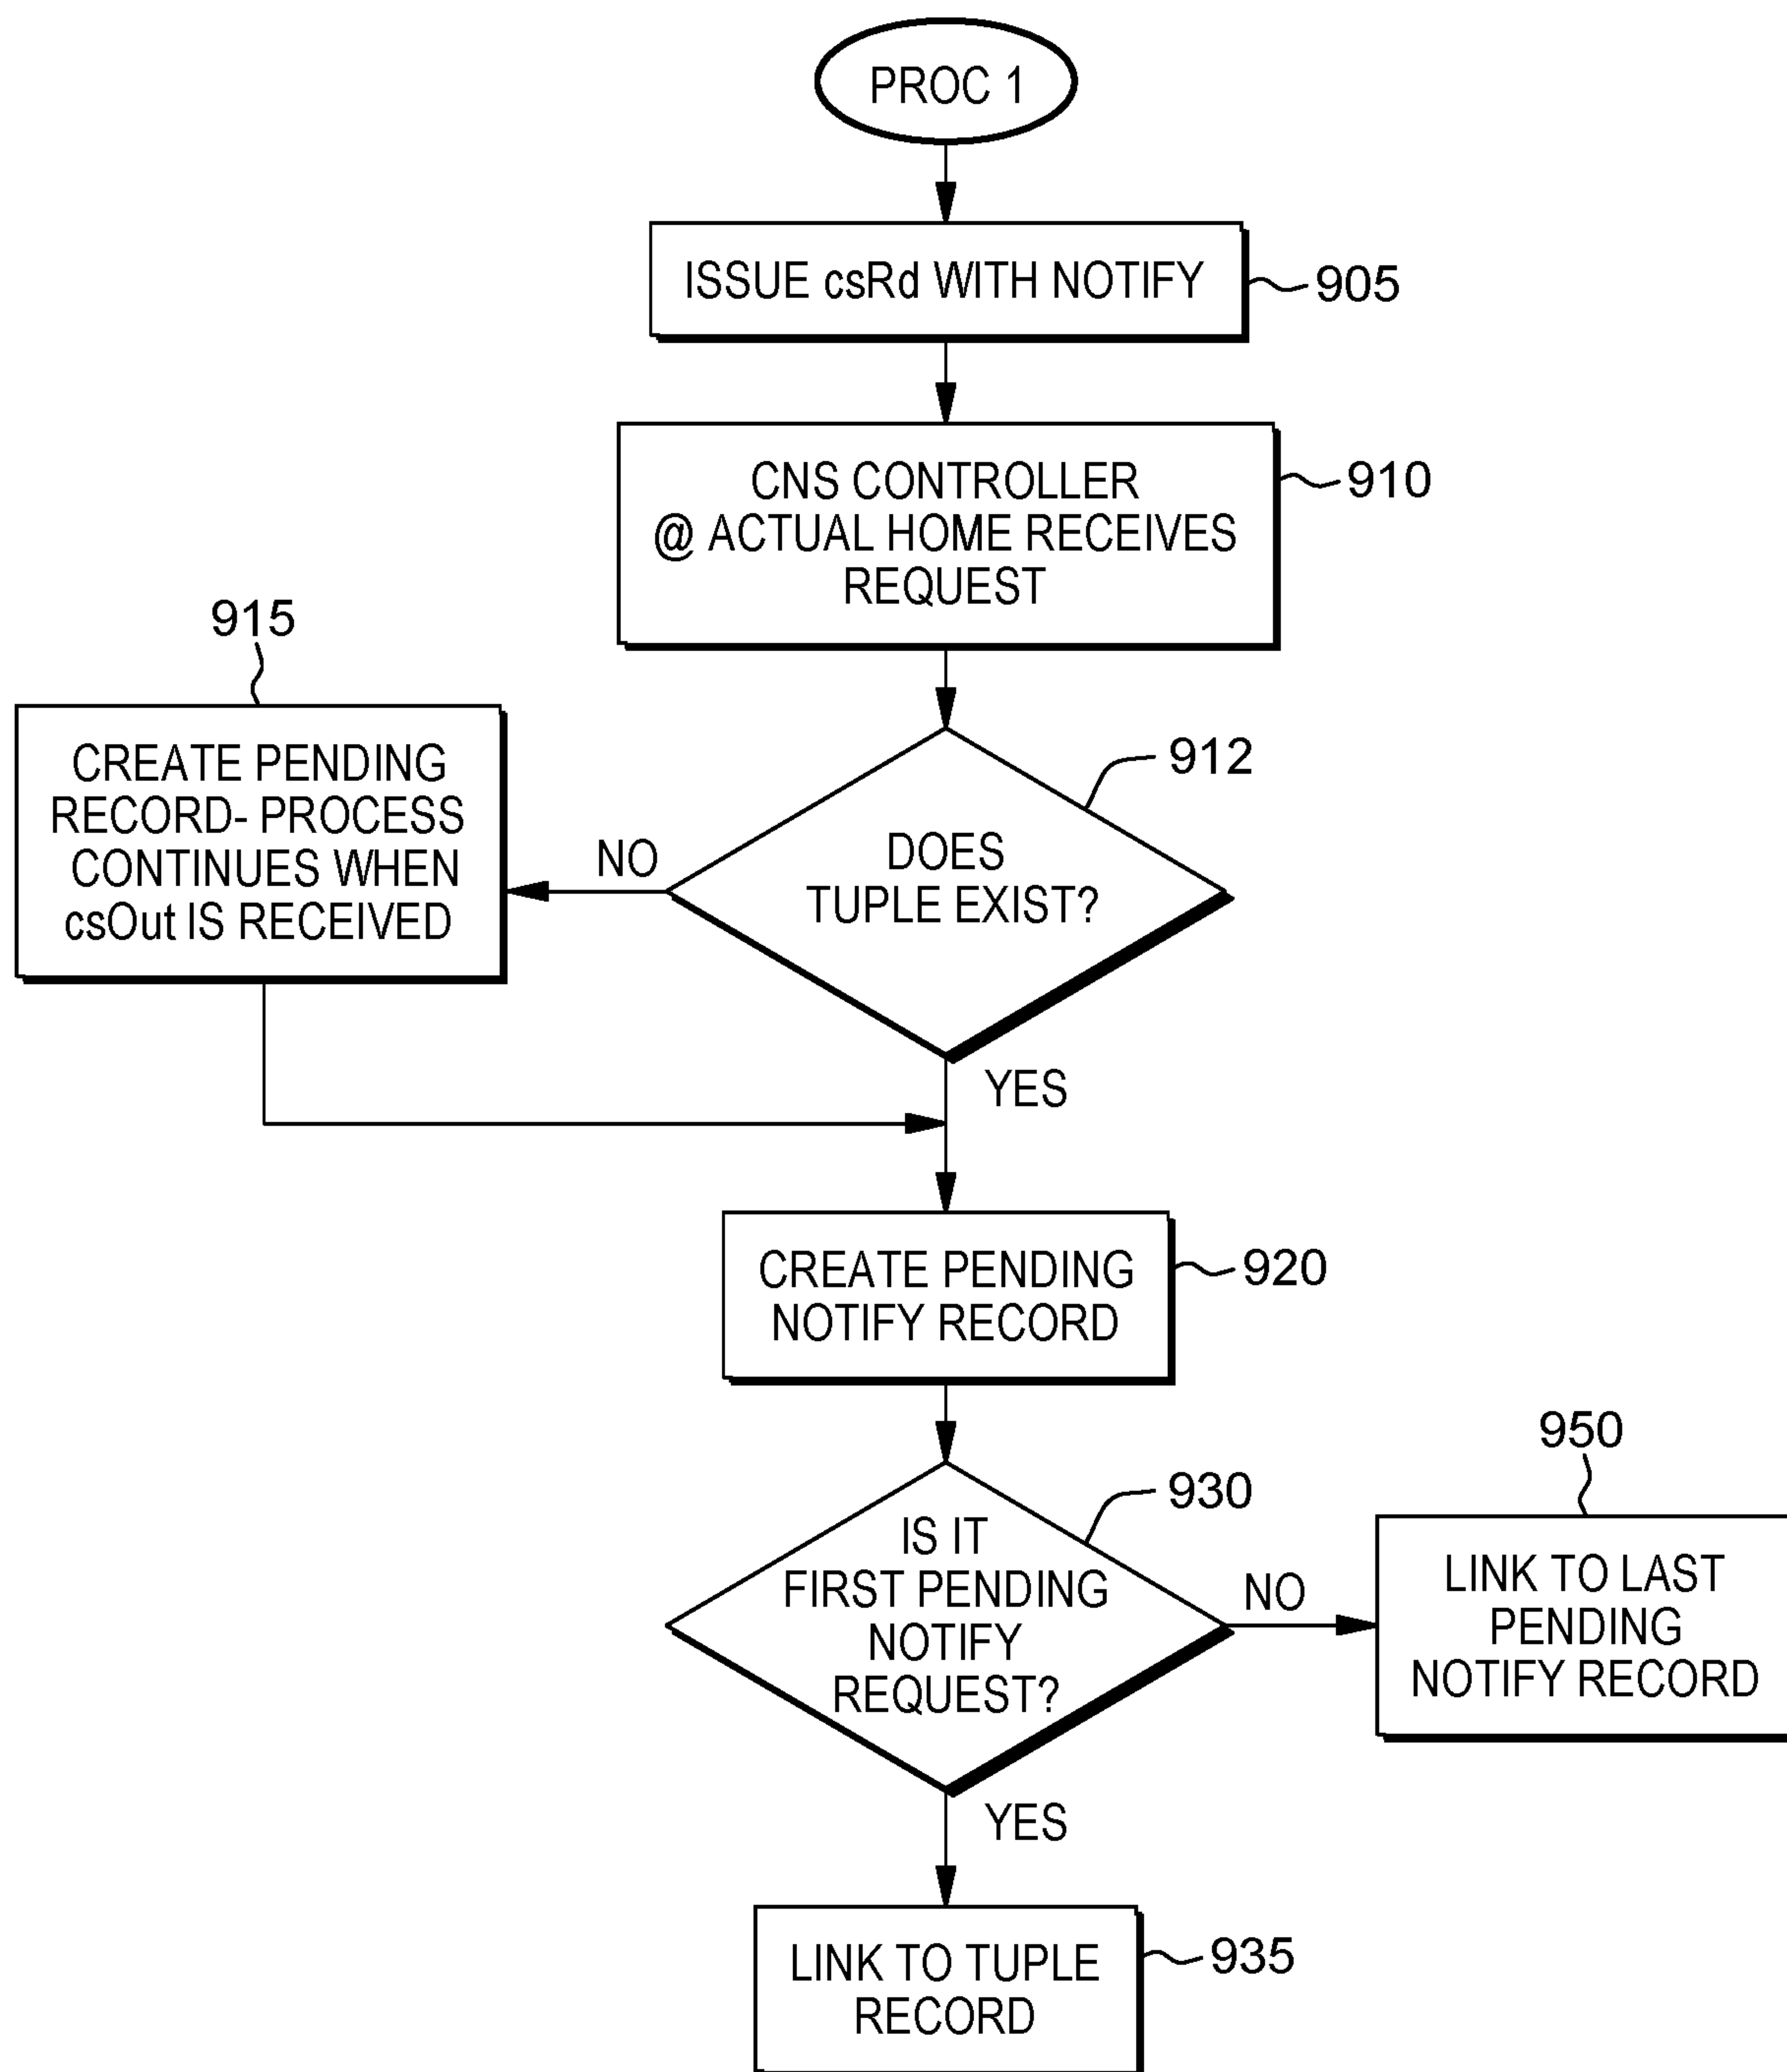 PROC 1
ISSUE csRd WITH NOTIFY
905
CNS CONTROLLER
@ ACTUAL HOME RECEIVES
REQUEST
910
915
CREATE PENDING
RECORD- PROCESS
CONTINUES WHEN
csOut IS RECEIVED
NO
DOES
TUPLE EXIST?
912
YES
CREATE PENDING
NOTIFY RECORD
920
IS IT
FIRST PENDING
NOTIFY
REQUEST?
930
NO
950
LINK TO LAST
PENDING
NOTIFY RECORD
YES
LINK TO TUPLE
RECORD
935